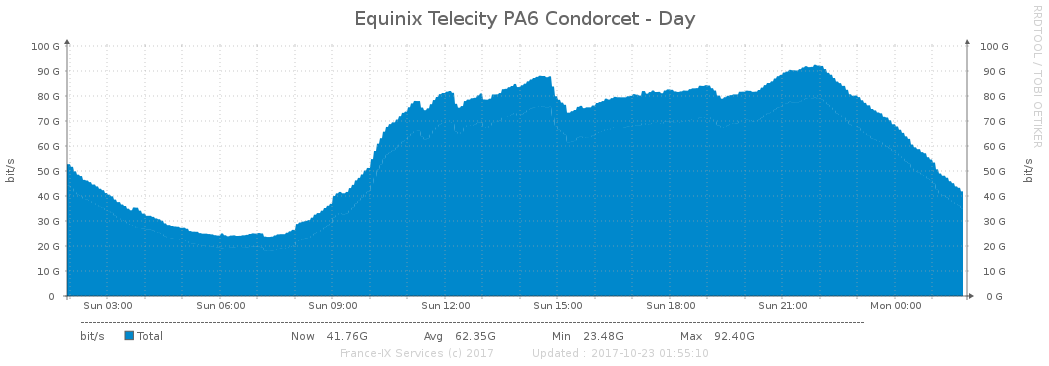 Equinix Telecity PA6 Condorcet - Day
RRDTOOL / TOBI OETIKER
100 G 100 G
90 G 90 G
80 G 80 G
70 G 70 G
60 G 60 G
50 G 50 G
40 G 40 G
30 G 30 G
20 G 20 G
10 G 10 G
0 0 G
bit/s bit/s
Sun 03:00 Sun 06:00 Sun 09:00 Sun 12:00 Sun 15:00 Sun 18:00 Sun 21:00 Mon 00:00
bit/s Total Now 41.76G Avg 62.35G Min 23.48G Max 92.40G
France-IX Services (c) 2017 Updated : 2017-10-23 01:55:10